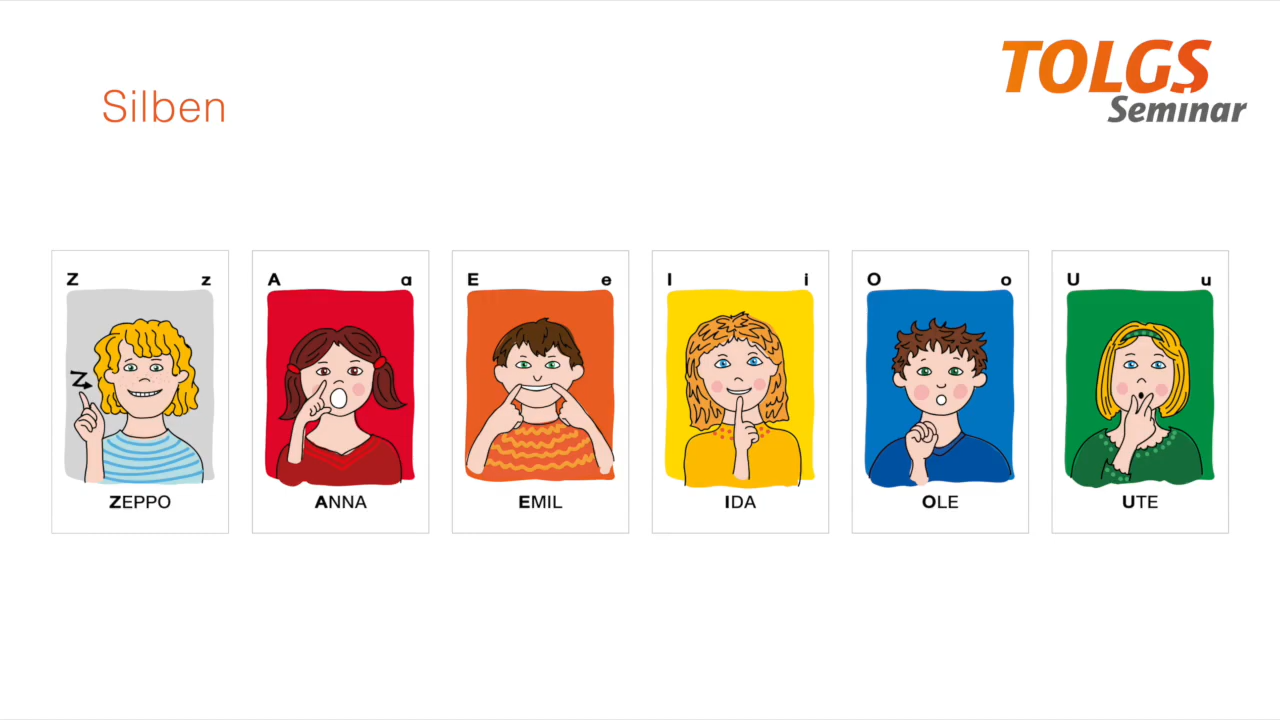 Silben
TOLGS
Seminar
Z z
A a
E e
I i
O o
U u
Z
ZEPPO
ANNA
EMIL
IDA
OLE
UTE